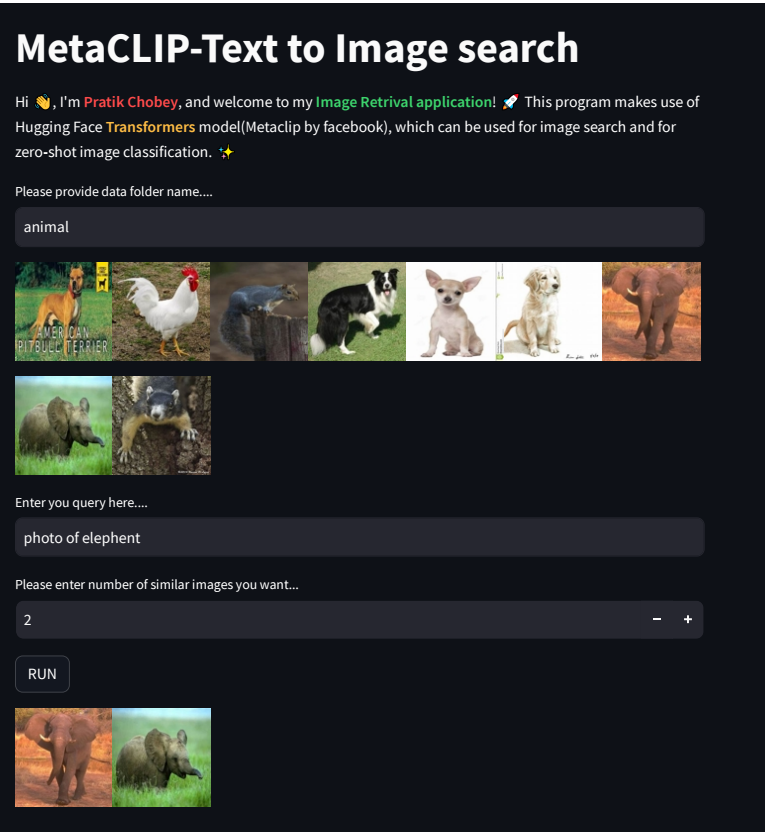 MetaCLIP-Text to Image search
Hi 👋, I'm Pratik Chobey, and welcome to my Image Retrival application! 🚀 This program makes use of
Hugging Face Transformers model(Metaclip by facebook), which can be used for image search and for
zero-shot image classification. ✨
Please provide data folder name....
animal
AMERICAN
PITBULL TERRIER
Enter you query here....
photo of elephent
Please enter number of similar images you want...
2
RUN